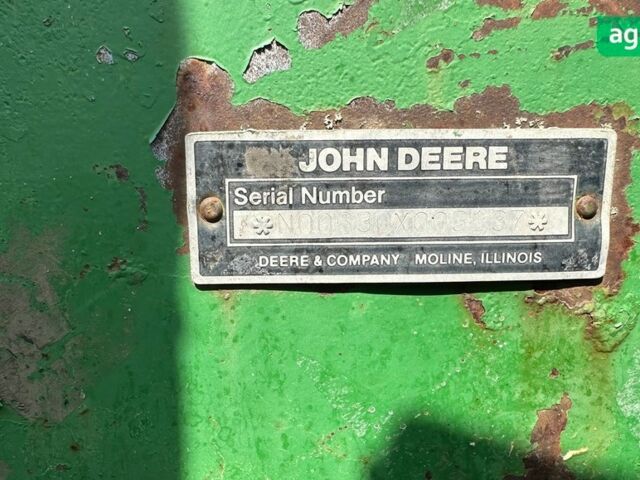 ag
JOHN DEERE
Serial Number
DEERE & COMPANY MOLINE, ILLINOIS